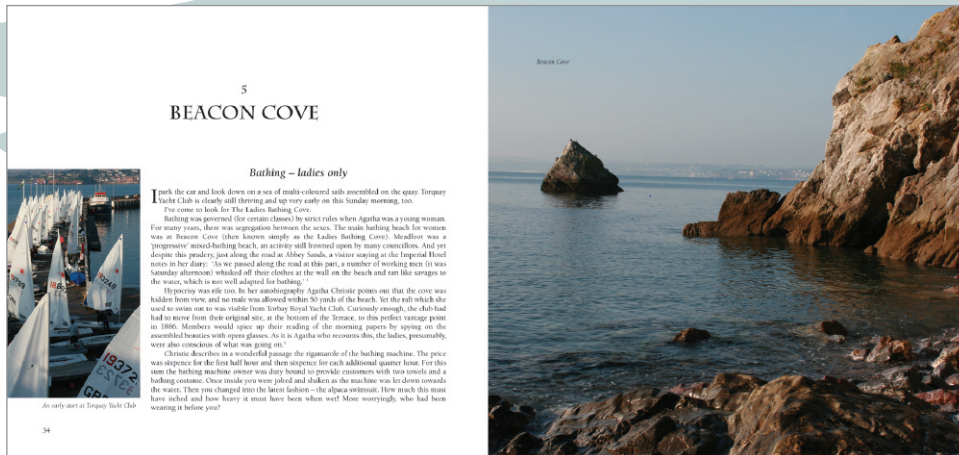 5
BEACON COVE
Bathing – ladies only
I park the car and look down on a sea of multi-coloured sails assembled on the quay. Torquay
Yacht Club is clearly still thriving and up very early on this Sunday morning, too.
I've come to look for The Ladies Bathing Cove.
Bathing was governed (for certain classes) by strict rules when Agatha was a young woman.
For many years, there was segregation between the sexes. The main bathing beach for women
was at Beacon Cove (then known simply as the Ladies Bathing Cove). Meadfoot was a
'progressive' mixed-bathing beach, an activity still frowned upon by many councillors. And yet
despite this prudery, just along the road at Abbey Sands, a visitor staying at the Imperial Hotel
notes in her diary: 'As we passed along the road at this part, a number of working men (it was
Saturday afternoon) whisked off their clothes at the wall on the beach and ran like savages to
the water, which is not well adapted for bathing.' 1
Hypocrisy was rife too. In her autobiography Agatha Christie points out that the cove was
hidden from view, and no male was allowed within 50 yards of the beach. Yet the raft which she
used to swim out to was visible from Torbay Royal Yacht Club. Curiously enough, the club had
had to move from their original site, at the bottom of the Terrace, to this perfect vantage point
in 1886. Members would spice up their reading of the morning papers by spying on the
assembled beauties with opera glasses. As it is Agatha who recounts this, the ladies, presumably,
were also conscious of what was going on.2
Christie describes in a wonderful passage the rigamarole of the bathing machine. The price
was sixpence for the first half hour and then sixpence for each additional quarter hour. For this
sum the bathing machine owner was duty bound to provide customers with two towels and a
bathing costume. Once inside you were jolted and shaken as the machine was let down towards
the water. Then you changed into the latest fashion – the alpaca swimsuit. How much this must
have itched and how heavy it must have been when wet! More worryingly, who had been
wearing it before you?
19372
An early start at Torquay Yacht Club
34
Beacon Cove